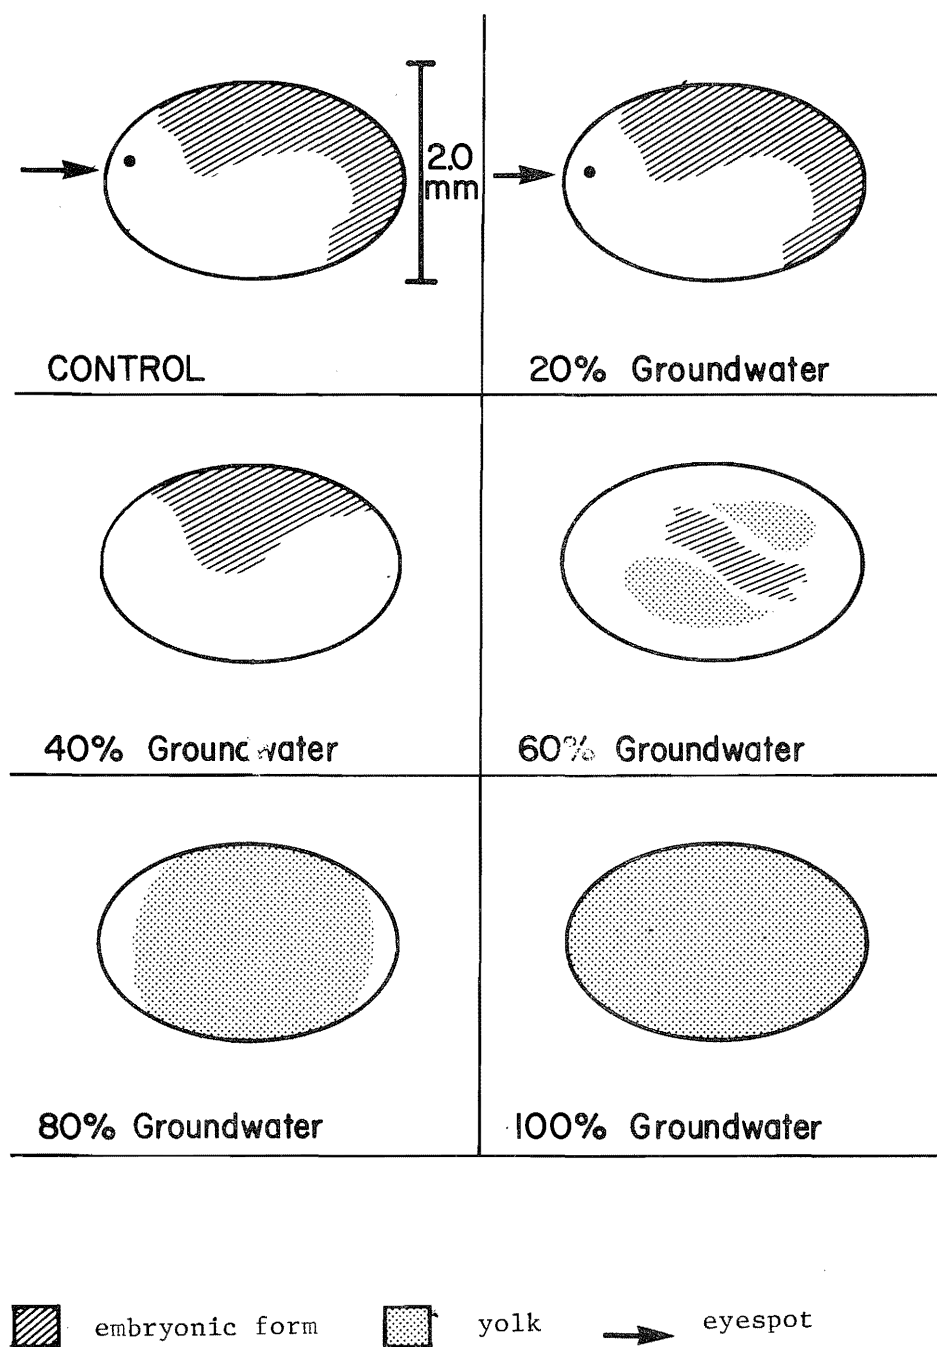 2.0
mm
CONTROL
20% Groundwater
40% Groundwater
60% Groundwater
80% Groundwater
100% Groundwater
embryonic form yolk eyespot